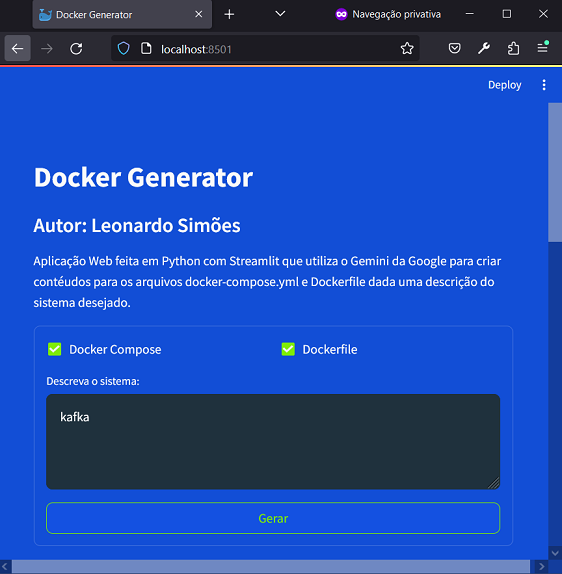 Docker Generator
Navegação privativa
localhost:8501
Deploy
Docker Generator
Autor: Leonardo Simões
Aplicação Web feita em Python com Streamlit que utiliza o Gemini da Google para criar
contéudos para os arquivos docker-compose.yml e Dockerfile dada uma descrição do
sistema desejado.
Docker Compose
Dockerfile
Descreva o sistema:
kafka
Gerar